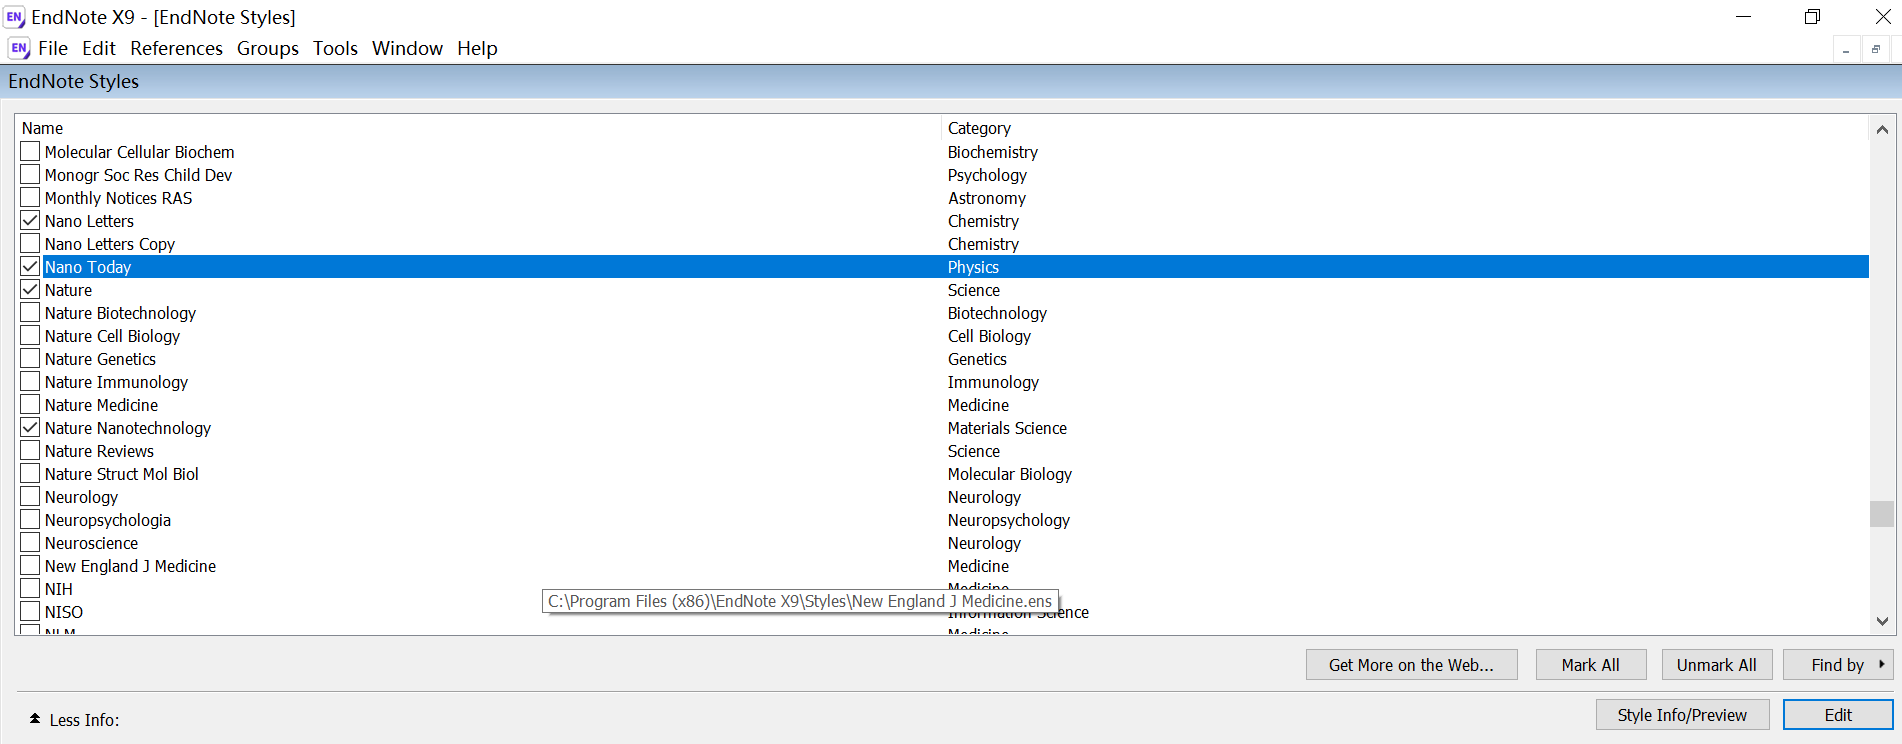 EN EndNote X9 - [EndNote Styles]
EN File Edit References Groups Tools Window Help
EndNote Styles
Name Category
Molecular Cellular Biochem Biochemistry
Monogr Soc Res Child Dev Psychology
Monthly Notices RAS Astronomy
Nano Letters Chemistry
Nano Letters Copy Chemistry
Nano Today Physics
Nature Science
Nature Biotechnology Biotechnology
Nature Cell Biology Cell Biology
Nature Genetics Genetics
Nature Immunology Immunology
Nature Medicine Medicine
Nature Nanotechnology Materials Science
Nature Reviews Science
Nature Struct Mol Biol Molecular Biology
Neurology Neurology
Neuropsychologia Neuropsychology
Neuroscience Neurology
New England J Medicine Medicine
NIH Medicine
C:\Program Files (x86)\EndNote X9\Styles\New England J Medicine.ens
NISO Information Science
NLM Medicine
Get More on the Web... Mark All Unmark All Find by
Less Info: Style Info/Preview Edit